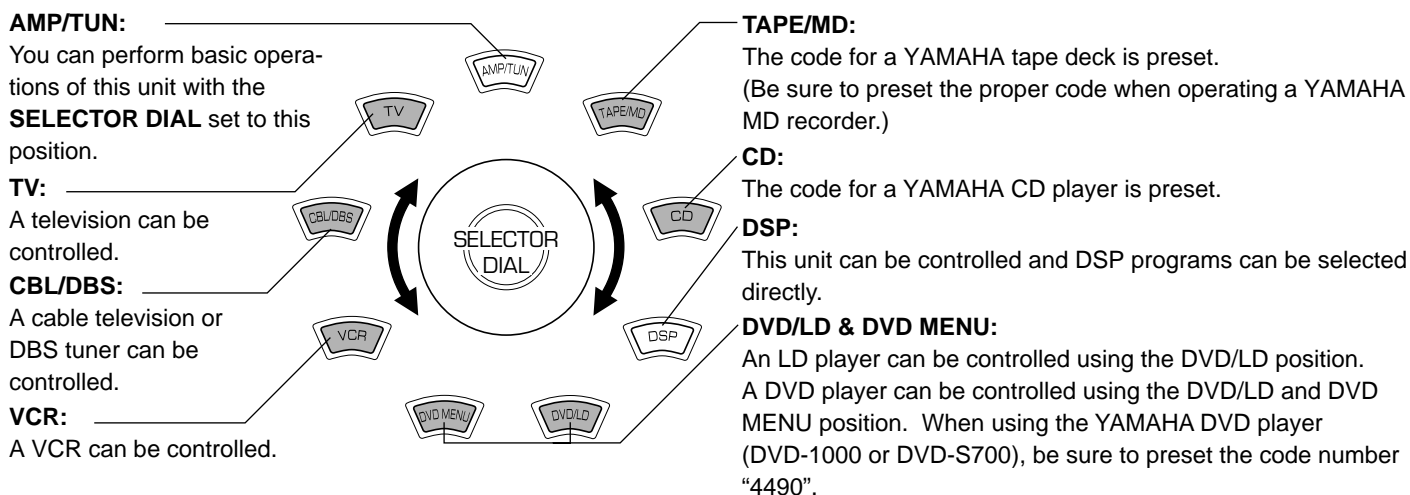 AMP/TUN:
You can perform basic opera-
tions of this unit with the
SELECTOR DIAL set to this
position.
TV:
A television can be
controlled.
CBL/DBS:
A cable television or
DBS tuner can be
controlled.
VCR:
A VCR can be controlled.
AMP/TUN
TV
TAPE/MD
CBL/DBS
CD
SELECTOR
DIAL
VCR
DSP
DVD MENU
DVD/LD
TAPE/MD:
The code for a YAMAHA tape deck is preset.
(Be sure to preset the proper code when operating a YAMAHA
MD recorder.)
CD:
The code for a YAMAHA CD player is preset.
DSP:
This unit can be controlled and DSP programs can be selected
directly.
DVD/LD & DVD MENU:
An LD player can be controlled using the DVD/LD position.
A DVD player can be controlled using the DVD/LD and DVD
MENU position. When using the YAMAHA DVD player
(DVD-1000 or DVD-S700), be sure to preset the code number
“4490”.